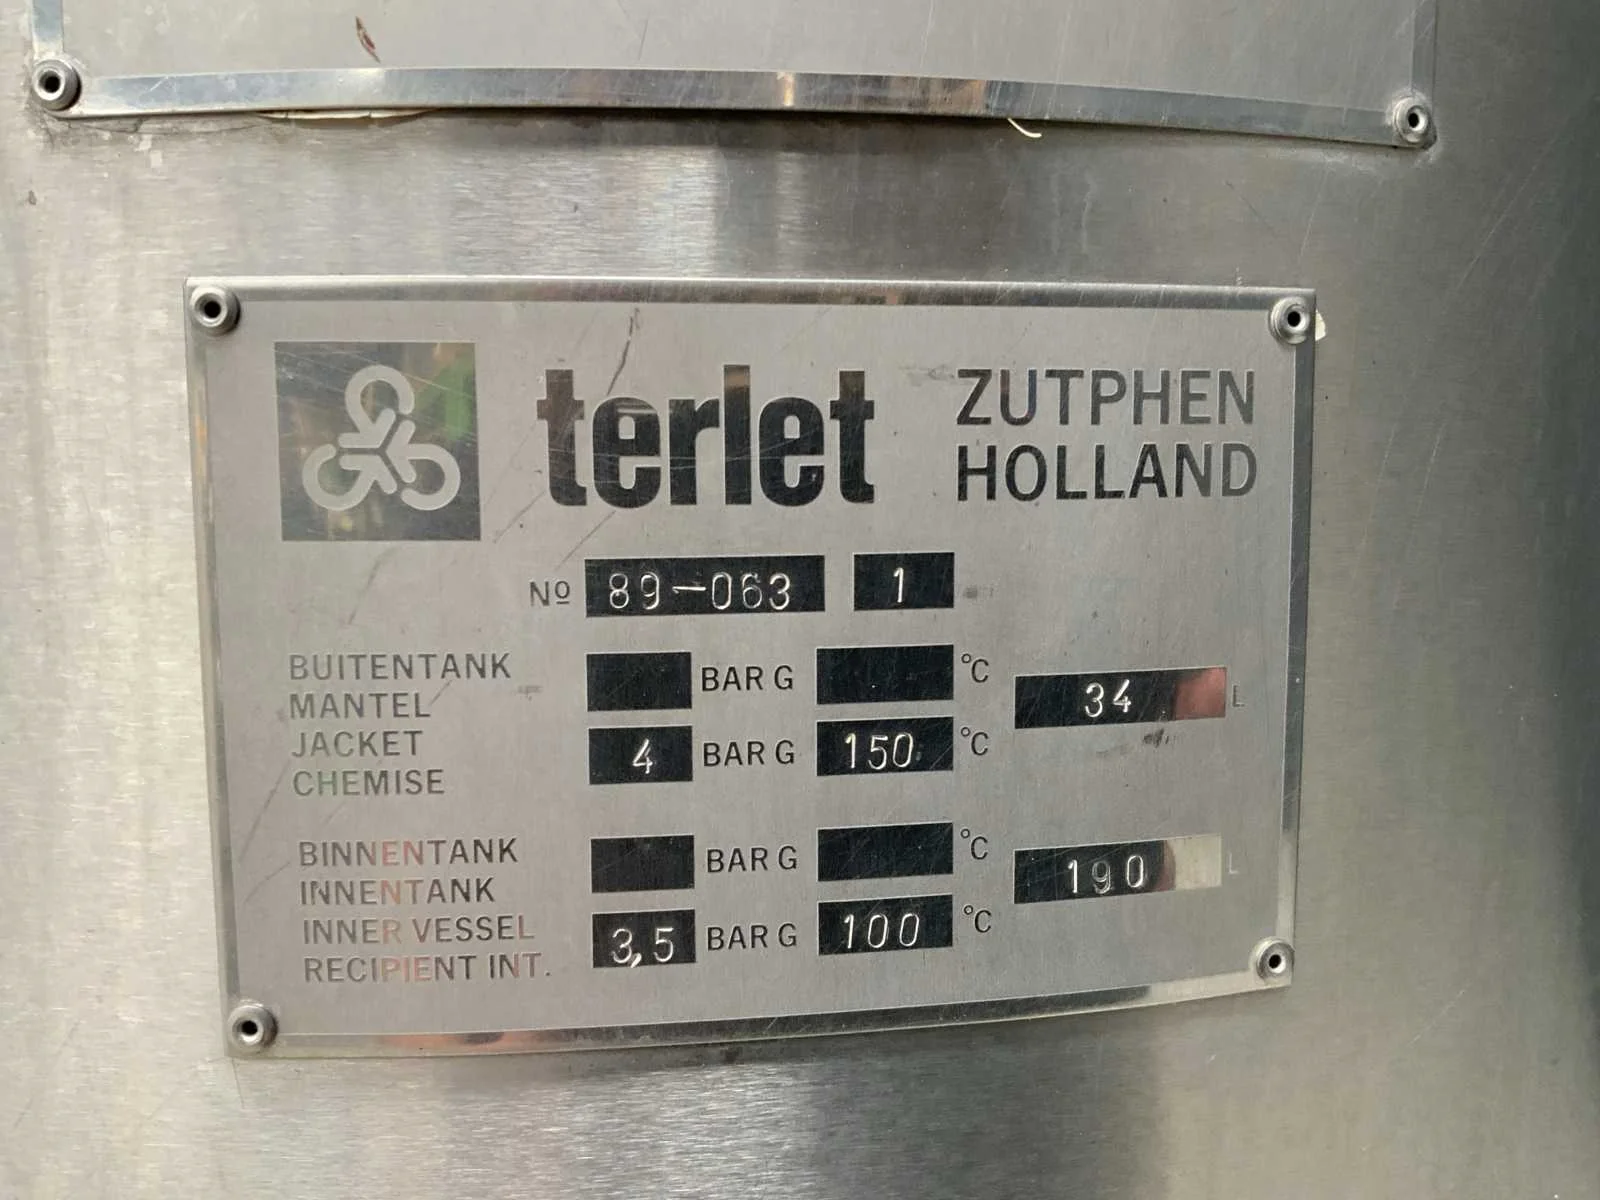 terlet ZUTPHEN
HOLLAND
Nº 89-063 1
BUITENTANK BAR G °C
MANTEL 34 L
JACKET 4 BAR G 150 °C
CHEMISE
BINNENTANK BAR G °C
INNENTANK 190 L
INNER VESSEL 3,5 BAR G 100 °C
RECIPIENT INT.